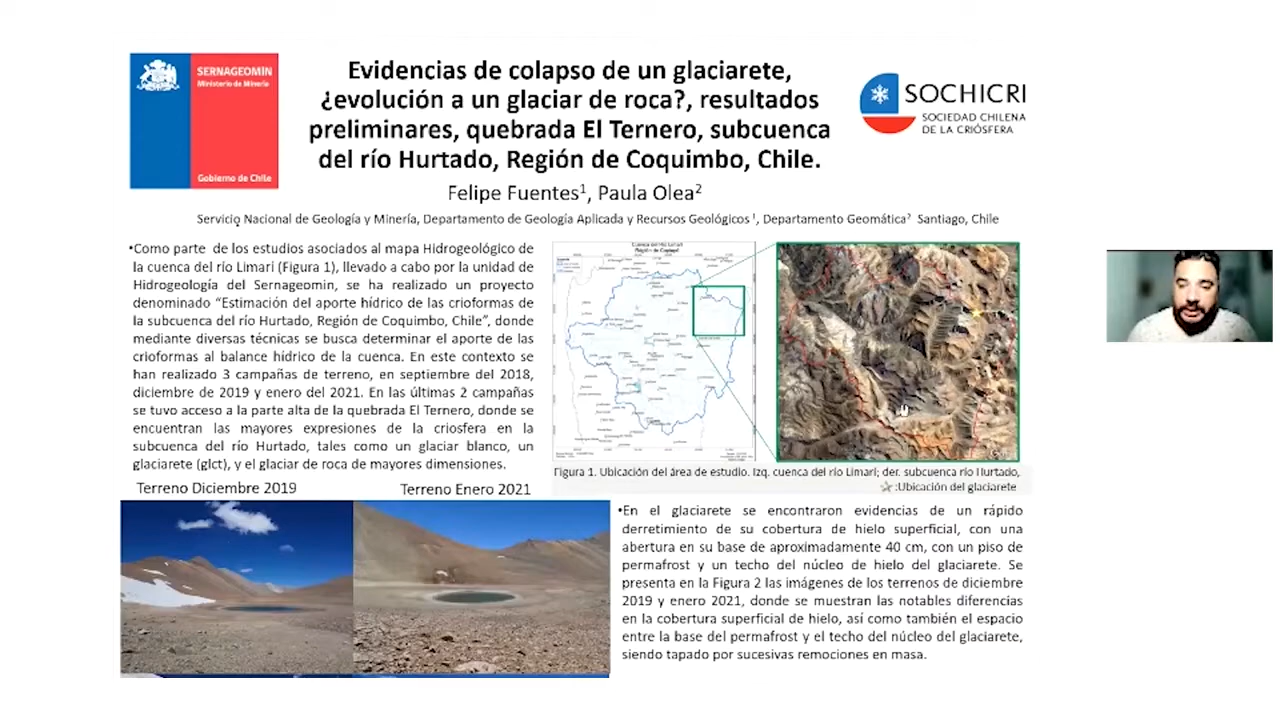 SERNAGEOMIN
Ministerio de Minería
Gobierno de Chile
Evidencias de colapso de un glaciarete,
¿evolución a un glaciar de roca?, resultados
preliminares, quebrada El Ternero, subcuenca
del río Hurtado, Región de Coquimbo, Chile.
SOCHICRI
SOCIEDAD CHILENA
DE LA CRIÓSFERA
Felipe Fuentes¹, Paula Olea²
Servicio Nacional de Geología y Minería, Departamento de Geología Aplicada y Recursos Geológicos ¹, Departamento Geomática² Santiago, Chile
•Como parte de los estudios asociados al mapa Hidrogeológico de
la cuenca del río Limari (Figura 1), llevado a cabo por la unidad de
Hidrogeología del Sernageomin, se ha realizado un proyecto
denominado “Estimación del aporte hídrico de las crioformas de
la subcuenca del río Hurtado, Región de Coquimbo, Chile”, donde
mediante diversas técnicas se busca determinar el aporte de las
crioformas al balance hídrico de la cuenca. En este contexto se
han realizado 3 campañas de terreno, en septiembre del 2018,
diciembre de 2019 y enero del 2021. En las últimas 2 campañas
se tuvo acceso a la parte alta de la quebrada El Ternero, donde se
encuentran las mayores expresiones de la criosfera en la
subcuenca del río Hurtado, tales como un glaciar blanco, un
glaciarete (glct), y el glaciar de roca de mayores dimensiones.
Cuenca del Río Limarí
Figura 1. Ubicación del área de estudio. Izq. cuenca del río Limarí; der. subcuenca río Hurtado,
:Ubicación del glaciarete
Terreno Diciembre 2019
Terreno Enero 2021
•En el glaciarete se encontraron evidencias de un rápido
derretimiento de su cobertura de hielo superficial, con una
abertura en su base de aproximadamente 40 cm, con un piso de
permafrost y un techo del núcleo de hielo del glaciarete. Se
presenta en la Figura 2 las imágenes de los terrenos de diciembre
2019 y enero 2021, donde se muestran las notables diferencias
en la cobertura superficial de hielo, así como también el espacio
entre la base del permafrost y el techo del núcleo del glaciarete,
siendo tapado por sucesivas remociones en masa.